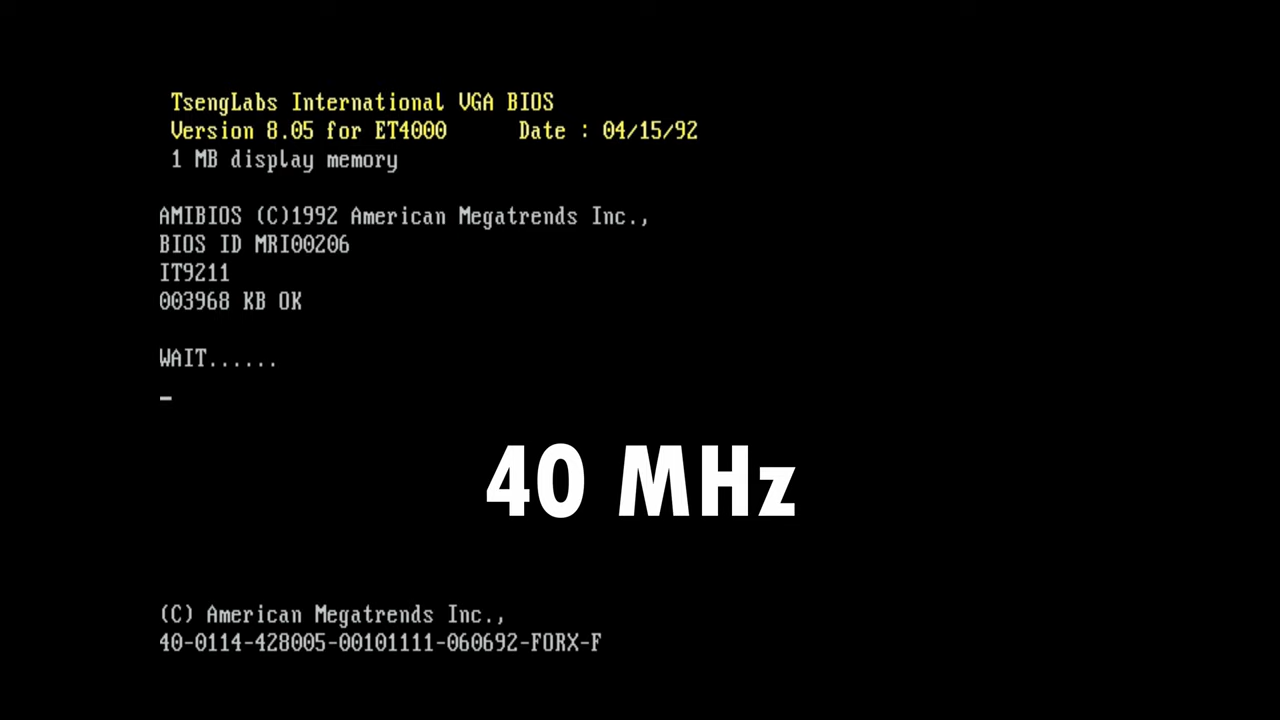 TsengLabs International VGA BIOS
Version 8.05 for ET4000 Date : 04/15/92
1 MB display memory
AMIBIOS (C)1992 American Megatrends Inc.,
BIOS ID MRI00206
IT9211
003968 KB OK
WAIT......
40 MHz
(C) American Megatrends Inc.,
40-0114-428005-00101111-060692-FORX-F